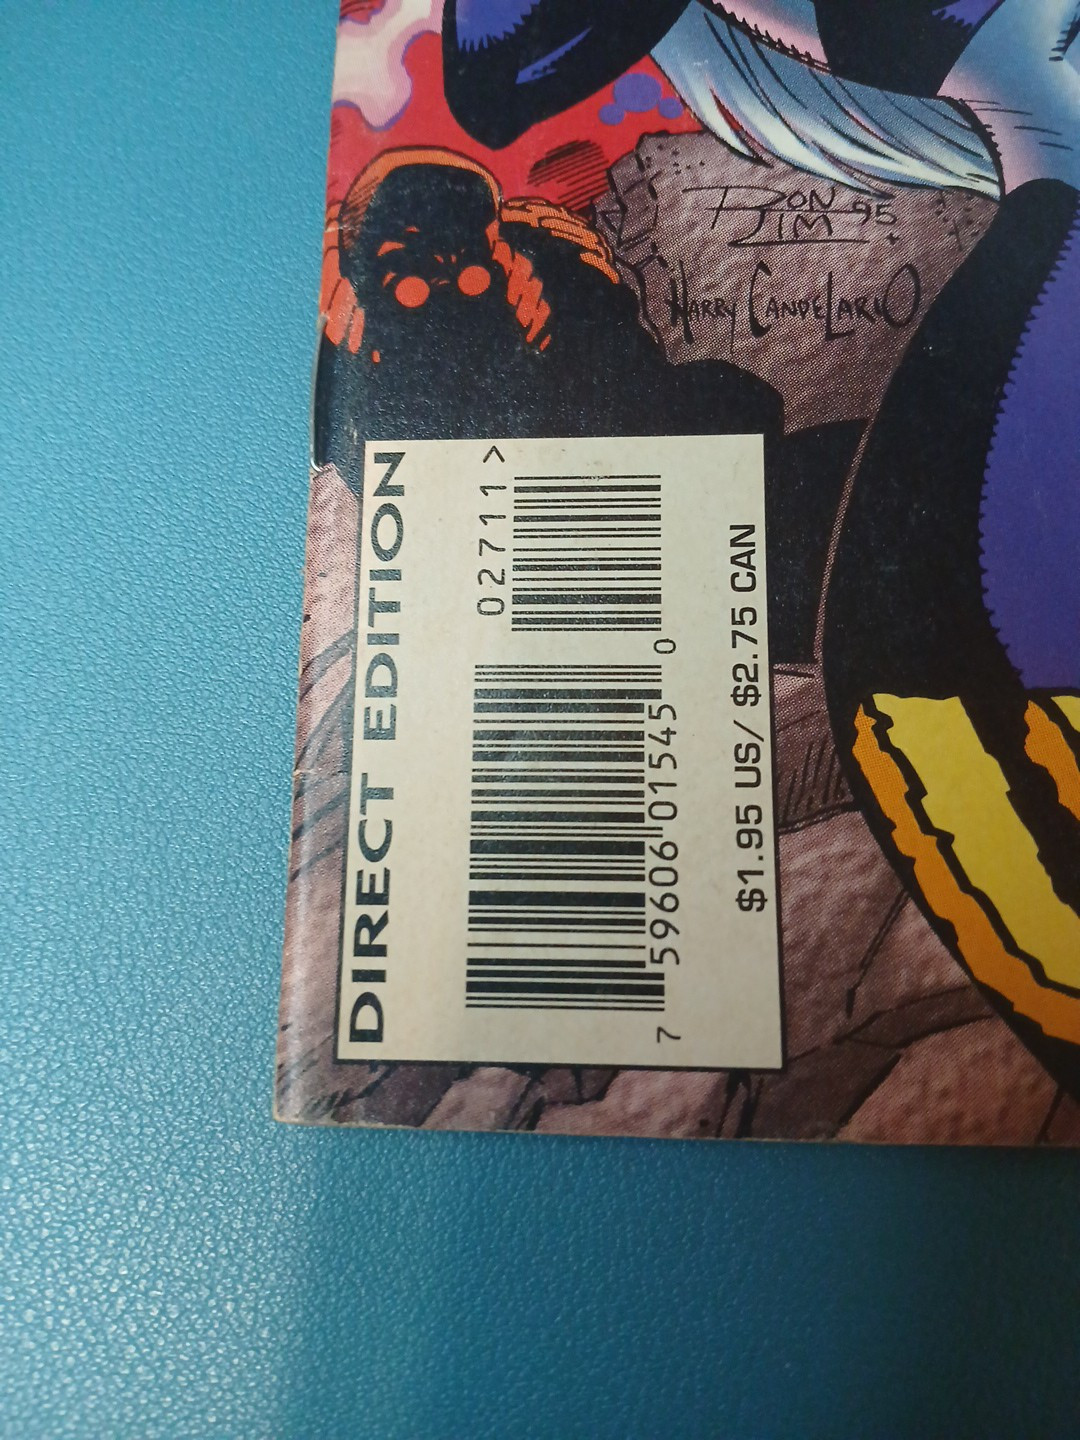 RON
LIM 95
HARRY CANDELARIO
DIRECT EDITION
02711>
7 59606 01545 0
$1.95 US/ $2.75 CAN